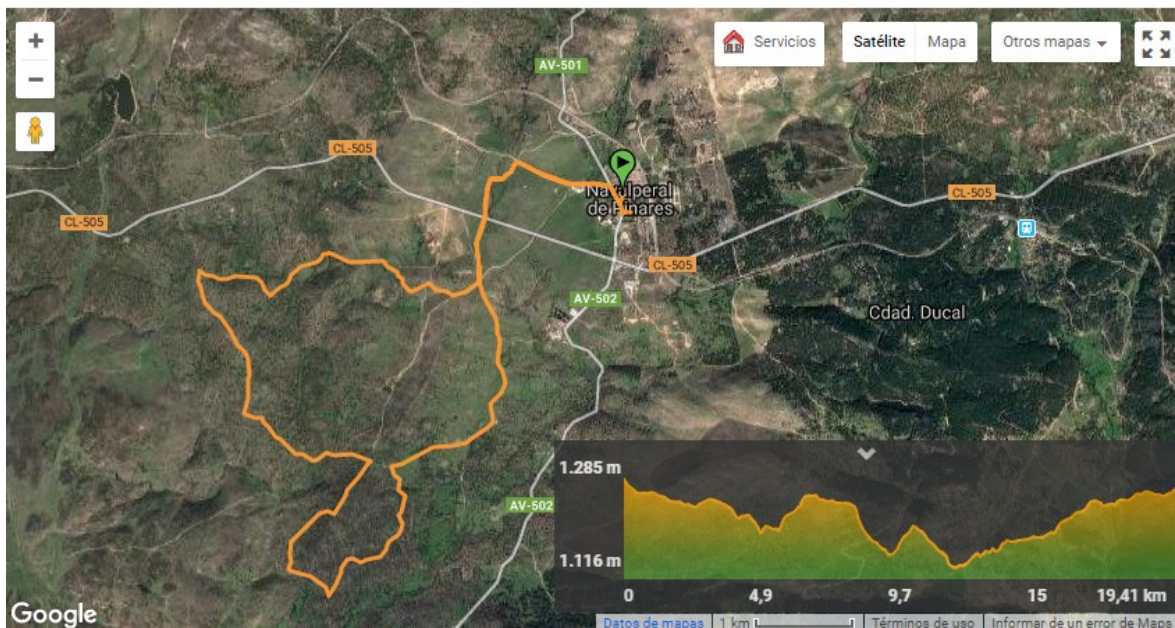 +
Servicios
Satélite
Mapa
Otros mapas
−
AV-501
CL-505
Navalperal
de Pinares
CL-505
CL-505
CL-505
AV-502
Cdad. Ducal
AV-502
1.285 m
1.116 m
0
4,9
9,7
15
19,41 km
Google
Datos de mapas
1 km
Términos de uso
Informar de un error de Maps